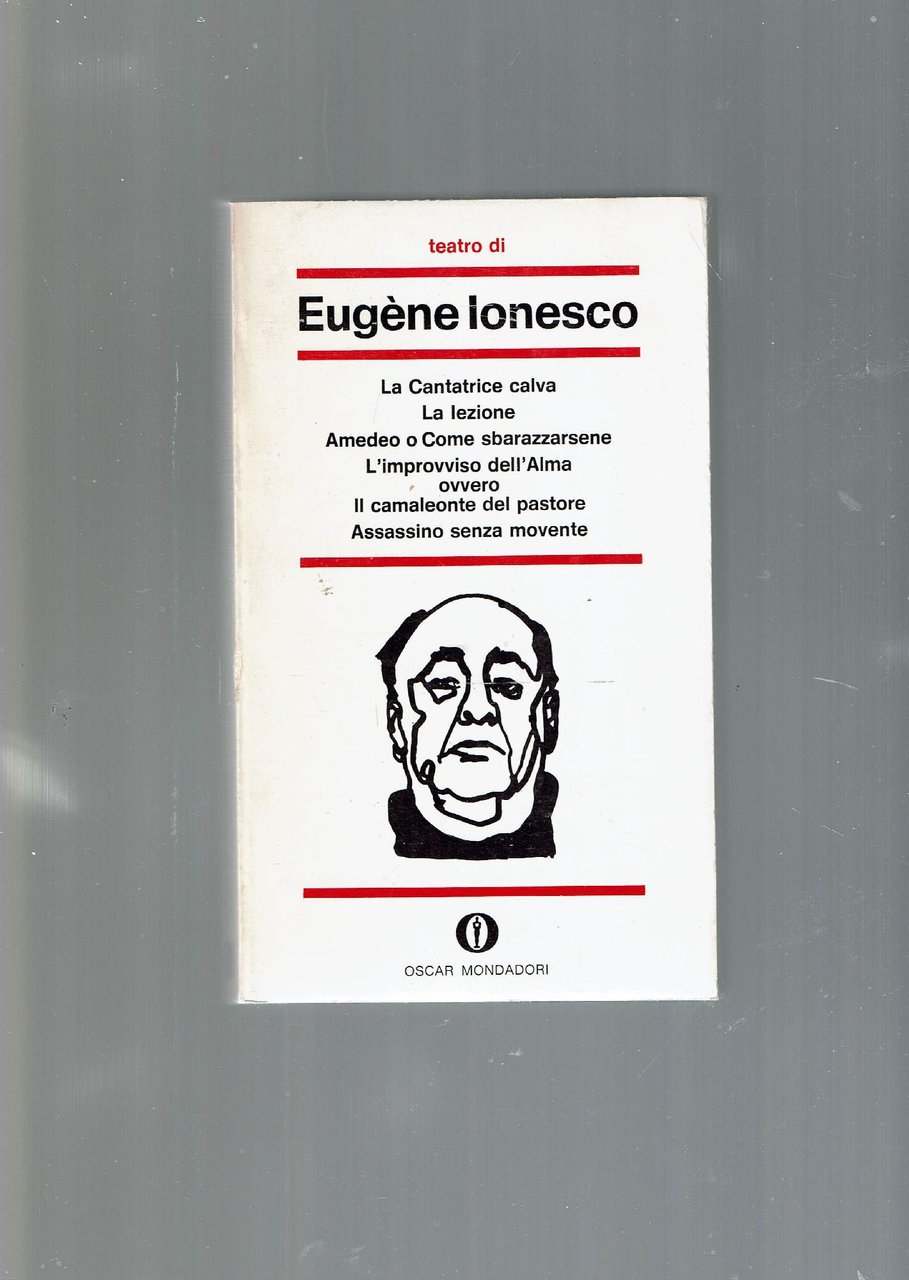 teatro di
Eugène Ionesco
La Cantatrice calva
La lezione
Amedeo o Come sbarazzarsene
L'improvviso dell'Alma
ovvero
Il camaleonte del pastore
Assassino senza movente
OSCAR MONDADORI